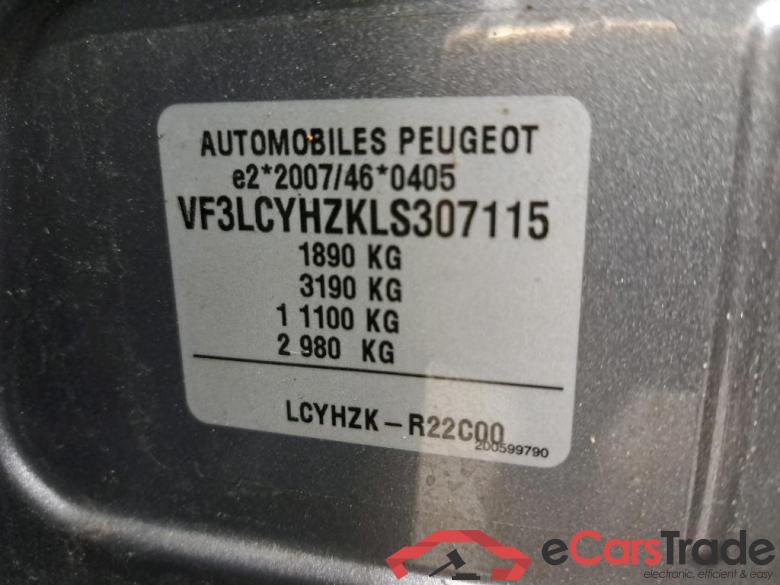 AUTOMOBILES PEUGEOT
e2*2007/46*0405
VF3LCYHZKLS307115
1890 KG
3190 KG
1 1100 KG
2 980 KG
LCYHZK-R22C00
200599790
eCarsTrade
electronic, efficient & easy